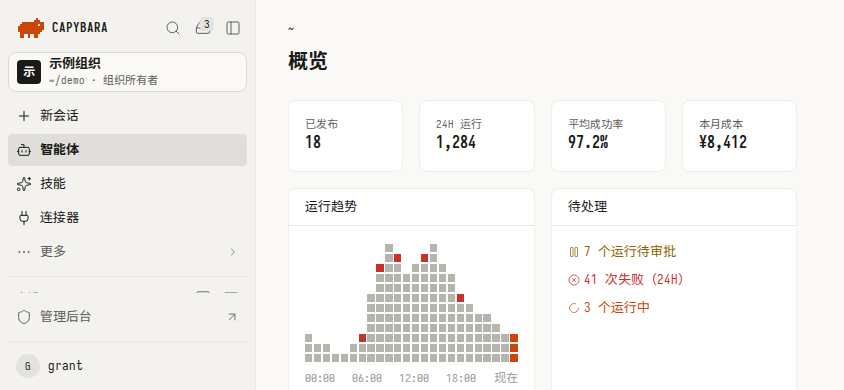 CAPYBARA
3
示
示例组织
~/demo · 组织所有者
新会话
智能体
技能
连接器
更多
管理后台
G
grant
~
概览
已发布
18
24H 运行
1,284
平均成功率
97.2%
本月成本
¥8,412
运行趋势
00:00 06:00 12:00 18:00 现在
待处理
7 个运行待审批
41 次失败 (24H)
3 个运行中